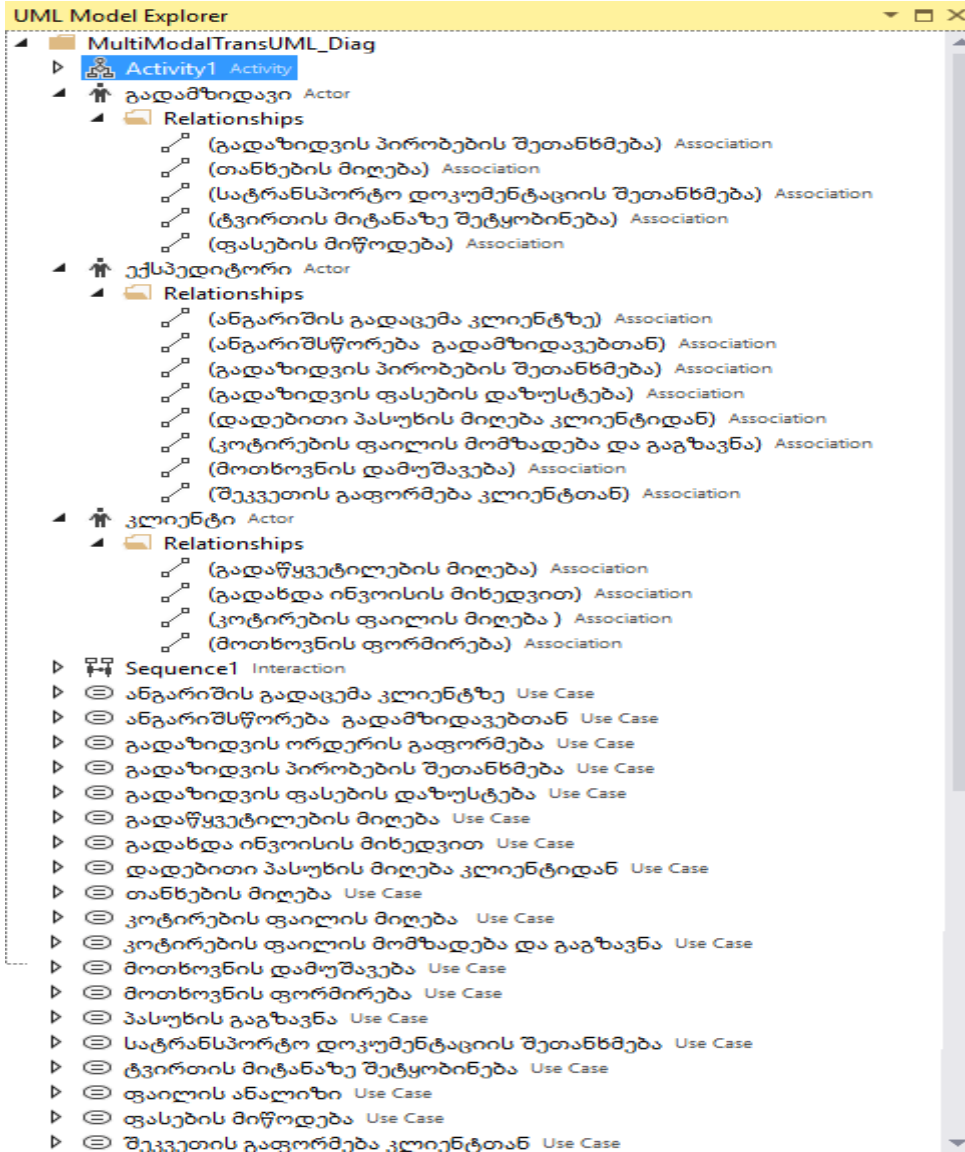 UML Model Explorer
MultiModalTransUML_Diag
Activity1 Activity
გადამზიდავი Actor
Relationships
(გადაზიდვის პირობების შეთანხმება) Association
(თანხების მიღება) Association
(სატრანსპორტო დოკუმენტაციის შეთანხმება) Association
(ტვირთის მიტანაზე შეტყობინება) Association
(ფასების მიწოდება) Association
ექსპედიტორი Actor
Relationships
(ანგარიშის გადაცემა კლიენტზე) Association
(ანგარიშსწორება გადამზიდავებთან) Association
(გადაზიდვის პირობების შეთანხმება) Association
(გადაზიდვის ფასების დაზუსტება) Association
(დადებითი პასუხის მიღება კლიენტიდან) Association
(კოტირების ფაილის მომზადება და გაგზავნა) Association
(მოთხოვნის დამუშავება) Association
(შეკვეთის გაფორმება კლიენტთან) Association
კლიენტი Actor
Relationships
(გადაწყვეტილების მიღება) Association
(გადახდა ინვოისის მიხედვით) Association
(კოტირების ფაილის მიღება ) Association
(მოთხოვნის ფორმირება) Association
Sequence1 Interaction
ანგარიშის გადაცემა კლიენტზე Use Case
ანგარიშსწორება გადამზიდავებთან Use Case
გადაზიდვის ორდერის გაფორმება Use Case
გადაზიდვის პირობების შეთანხმება Use Case
გადაზიდვის ფასების დაზუსტება Use Case
გადაწყვეტილების მიღება Use Case
გადახდა ინვოისის მიხედვით Use Case
დადებითი პასუხის მიღება კლიენტიდან Use Case
თანხების მიღება Use Case
კოტირების ფაილის მიღება Use Case
კოტირების ფაილის მომზადება და გაგზავნა Use Case
მოთხოვნის დამუშავება Use Case
მოთხოვნის ფორმირება Use Case
პასუხის გაგზავნა Use Case
სატრანსპორტო დოკუმენტაციის შეთანხმება Use Case
ტვირთის მიტანაზე შეტყობინება Use Case
ფაილის ანალიზი Use Case
ფასების მიწოდება Use Case
შეკვეთის გაფორმება კლიენტთან Use Case